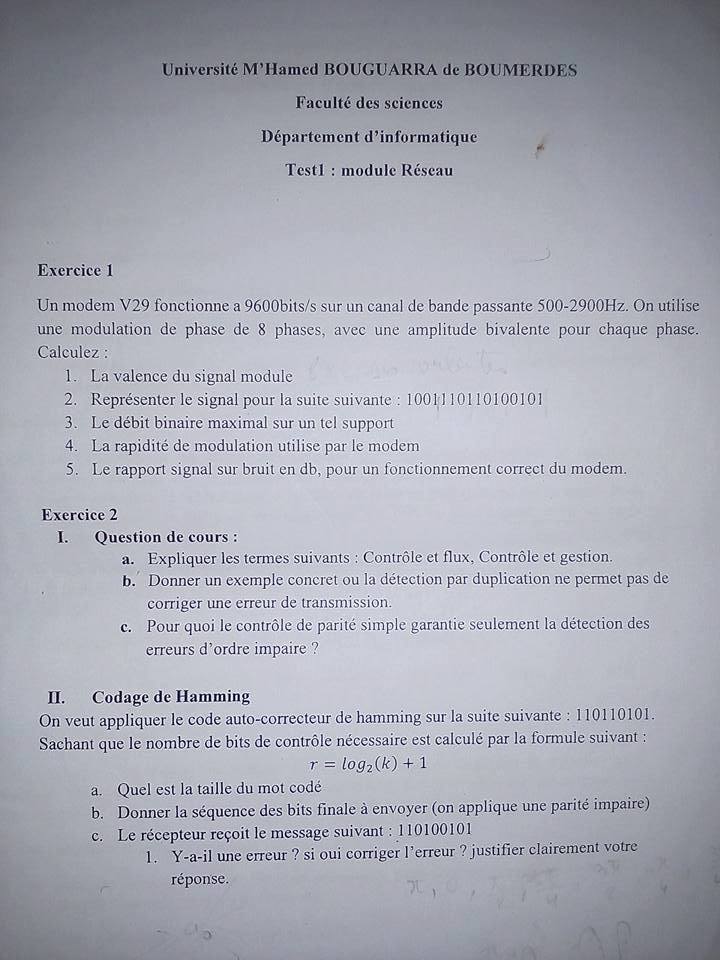 Université M'Hamed BOUGUARRA de BOUMERDES
Faculté des sciences
Département d'informatique
Test1 : module Réseau
Exercice 1
Un modem V29 fonctionne a 9600bits/s sur un canal de bande passante 500-2900Hz. On utilise
une modulation de phase de 8 phases, avec une amplitude bivalente pour chaque phase.
Calculez :
1. La valence du signal module
2. Représenter le signal pour la suite suivante : 1001110110100101
3. Le débit binaire maximal sur un tel support
4. La rapidité de modulation utilise par le modem
5. Le rapport signal sur bruit en db, pour un fonctionnement correct du modem.
Exercice 2
I. Question de cours :
a. Expliquer les termes suivants : Contrôle et flux, Contrôle et gestion.
b. Donner un exemple concret ou la détection par duplication ne permet pas de
corriger une erreur de transmission.
c. Pour quoi le contrôle de parité simple garantie seulement la détection des
erreurs d'ordre impaire ?
II. Codage de Hamming
On veut appliquer le code auto-correcteur de hamming sur la suite suivante : 110110101.
Sachant que le nombre de bits de contrôle nécessaire est calculé par la formule suivant :
r = log₂(k) + 1
a. Quel est la taille du mot codé
b. Donner la séquence des bits finale à envoyer (on applique une parité impaire)
c. Le récepteur reçoit le message suivant : 110100101
1. Y-a-il une erreur ? si oui corriger l'erreur ? justifier clairement votre
réponse.